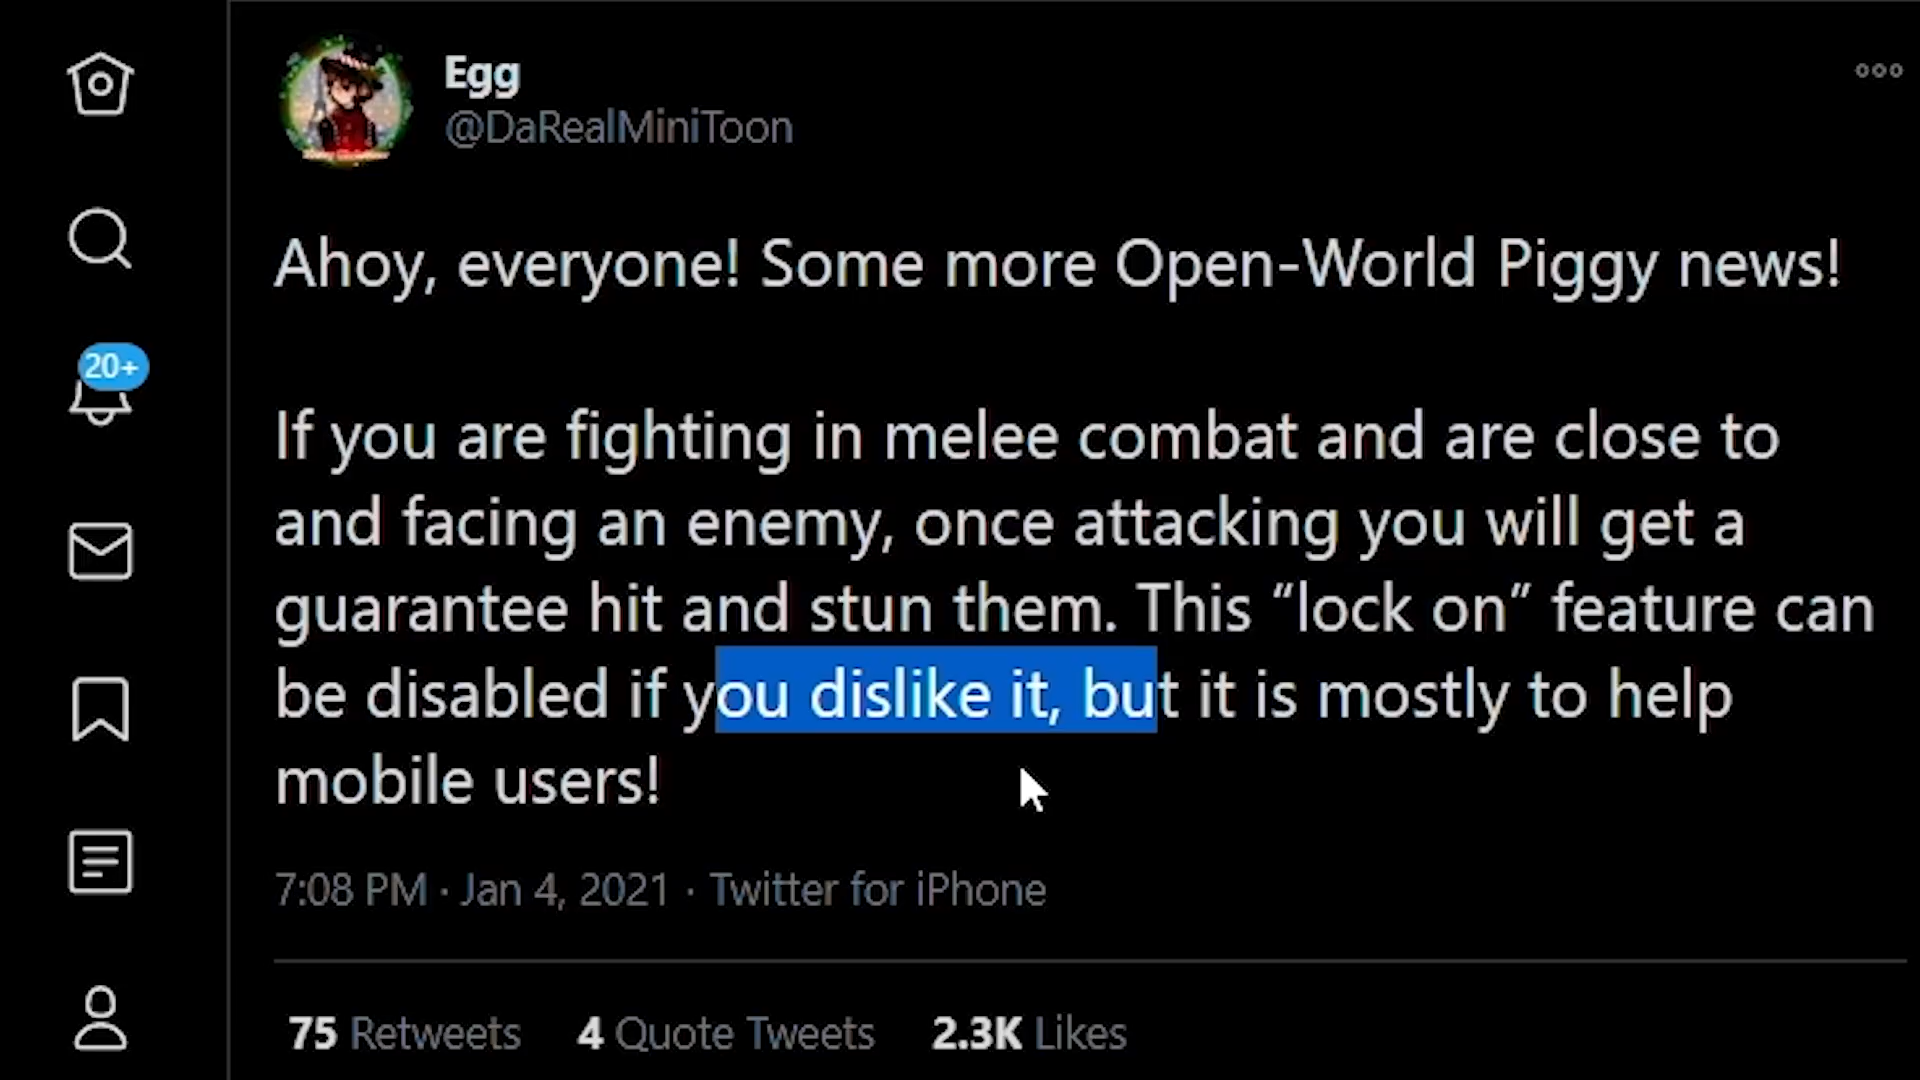 Egg
@DaRealMiniToon
Ahoy, everyone! Some more Open-World Piggy news!
20+
If you are fighting in melee combat and are close to
and facing an enemy, once attacking you will get a
guarantee hit and stun them. This “lock on” feature can
be disabled if you dislike it, but it is mostly to help
mobile users!
7:08 PM · Jan 4, 2021 · Twitter for iPhone
75 Retweets 4 Quote Tweets 2.3K Likes